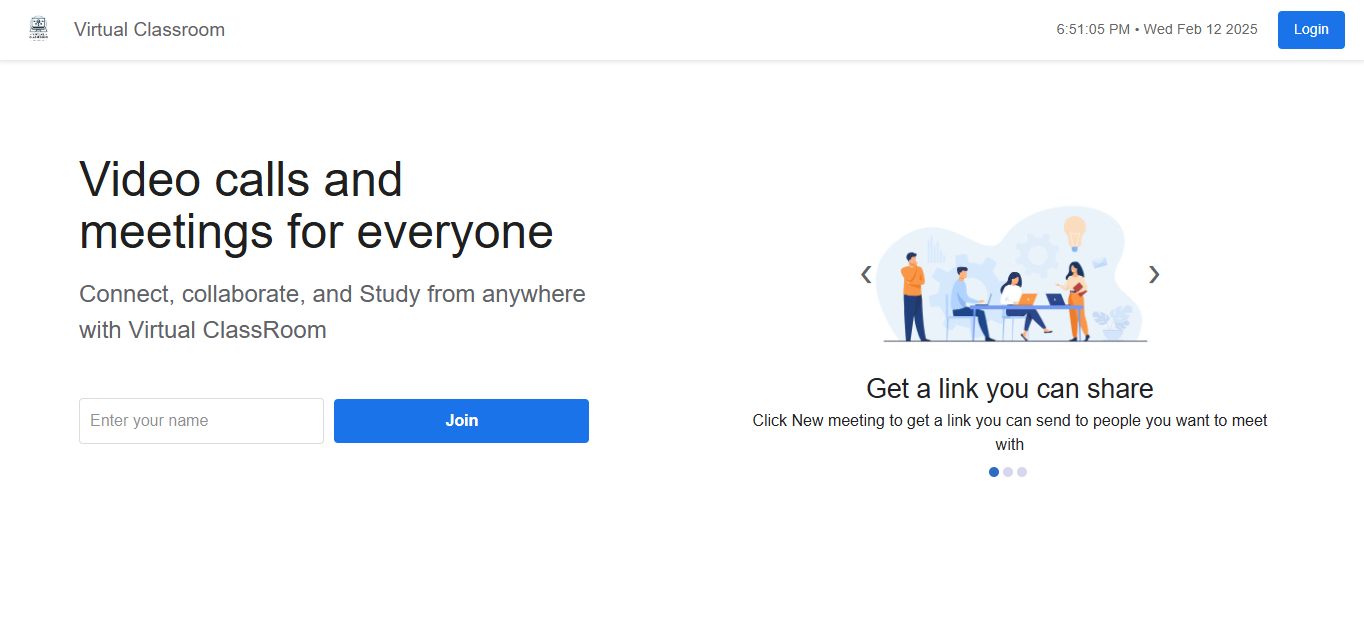 Virtual Classroom
6:51:05 PM • Wed Feb 12 2025
Login
Video calls and
meetings for everyone
Connect, collaborate, and Study from anywhere
with Virtual ClassRoom
Enter your name
Join
Get a link you can share
Click New meeting to get a link you can send to people you want to meet
with